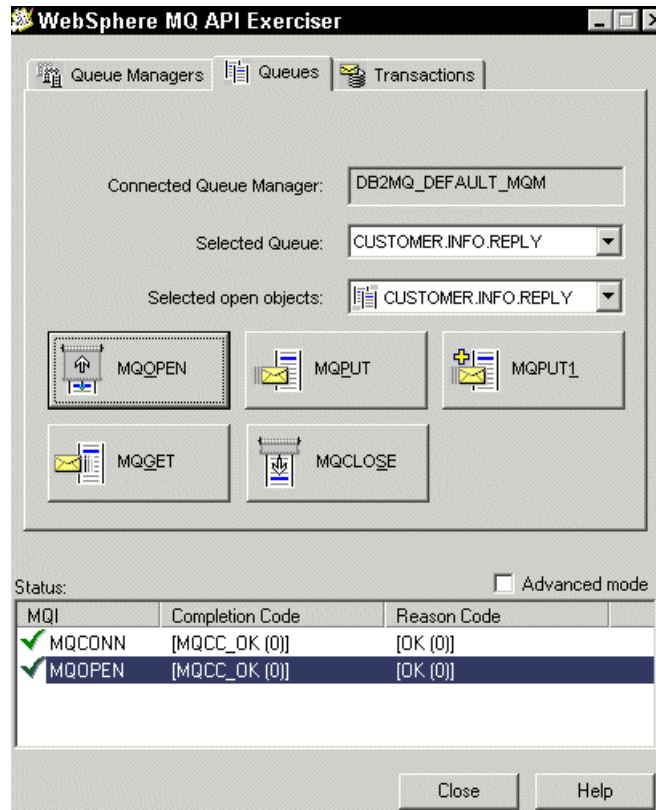 WebSphere MQ API Exerciser
Queue Managers Queues Transactions
Connected Queue Manager: DB2MQ_DEFAULT_MQM
Selected Queue: CUSTOMER.INFO.REPLY
Selected open objects: CUSTOMER.INFO.REPLY
MQOPEN MQPUT MQPUT1
MQGET MQCLOSE
Status: Advanced mode
MQI Completion Code Reason Code
MQCONN [MQCC_OK (0)] [OK (0)]
MQOPEN [MQCC_OK (0)] [OK (0)]
Close Help